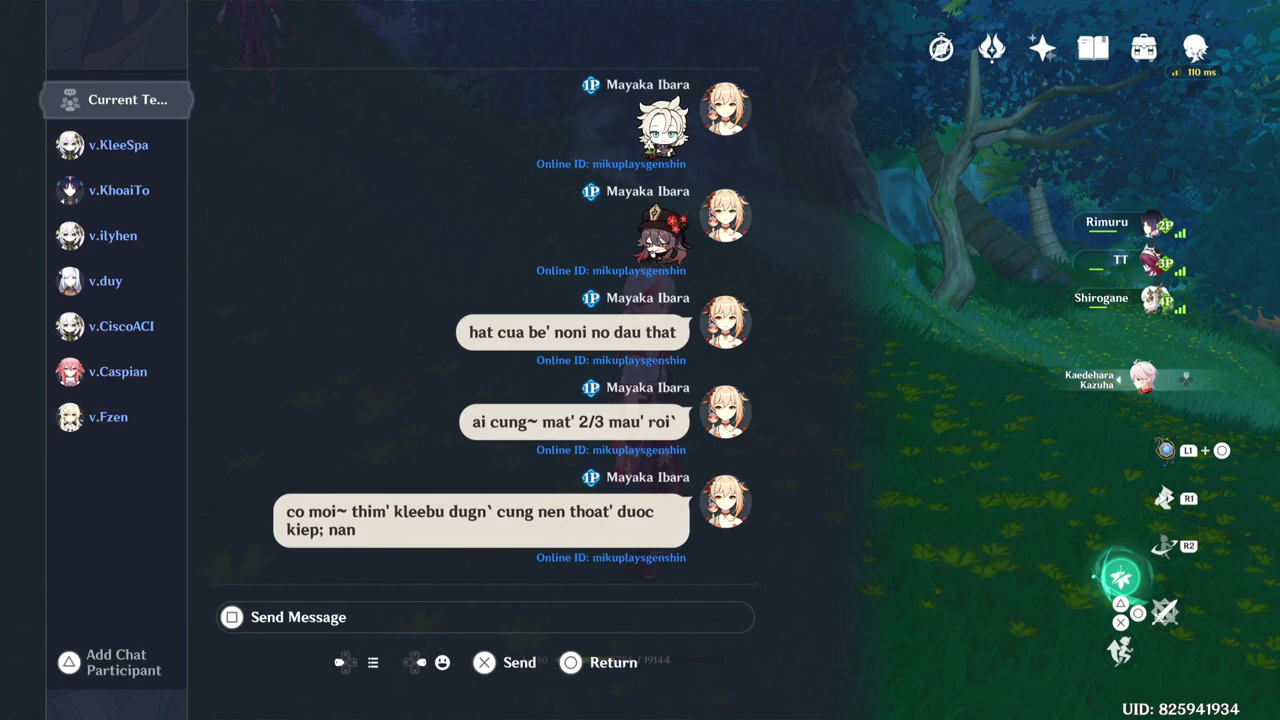 Current Te...
v.KleeSpa
v.KhoaiTo
v.ilyhen
v.duy
v.CiscoACI
v.Caspian
v.Fzen
Add Chat
Participant
1P Mayaka Ibara
Online ID: mikuplaysgenshin
1P Mayaka Ibara
Online ID: mikuplaysgenshin
1P Mayaka Ibara
hat cua be' noni no dau that
Online ID: mikuplaysgenshin
1P Mayaka Ibara
ai cung~ mat' 2/3 mau' roi`
Online ID: mikuplaysgenshin
1P Mayaka Ibara
co moi~ thim' kleebu dugn` cung nen thoat' duoc
kiep; nan
Online ID: mikuplaysgenshin
Send Message
Send
Return
/ 19144
110 ms
Rimuru 2P
TT 3P
Shirogane 4P
Kaedehara
Kazuha
L1 +
R1
R2
UID: 825941934